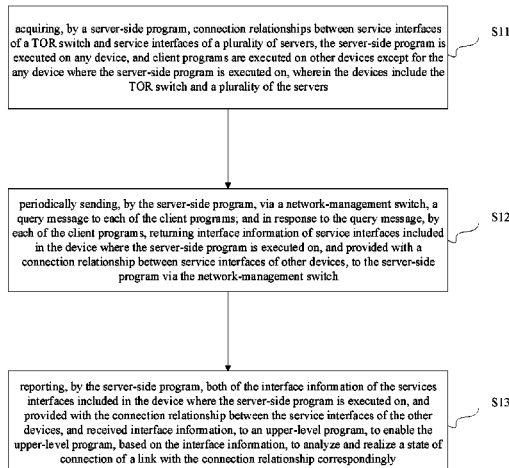 acquiring, by a server-side program, connection relationships between service interfaces
of a TOR switch and service interfaces of a plurality of servers, the server-side program is
executed on any device, and client programs are executed on other devices except for the
any device where the server-side program is executed on, wherein the devices include the
TOR switch and a plurality of the servers
S11
periodically sending, by the server-side program, via a network-management switch, a
query message to each of the client programs; and in response to the query message, by
each of the client programs, returning interface information of service interfaces included
in the device where the server-side program is executed on, and provided with a
connection relationship between service interfaces of other devices, to the server-side
program via the network-management switch
S12
reporting, by the server-side program, both of the interface information of the services
interfaces included in the device where the server-side program is executed on, and
provided with the connection relationship between the service interfaces of the other
devices, and received interface information, to an upper-level program, to enable the
upper-level program, based on the interface information, to analyze and realize a state of
connection of a link with the connection relationship correspondingly
S13